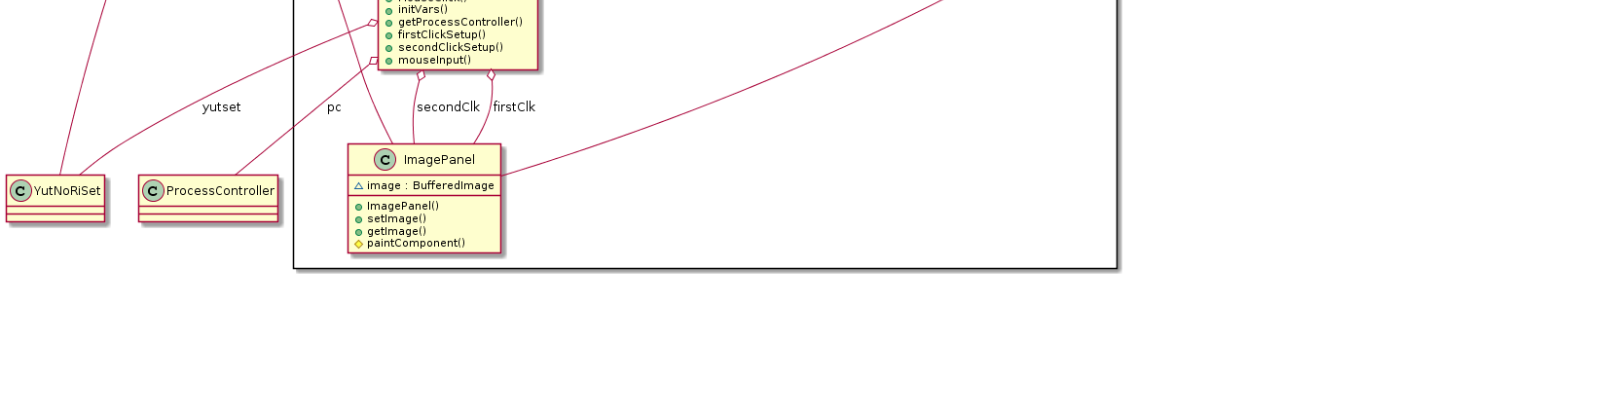 initVars()
getProcessController()
firstClickSetup()
secondClickSetup()
mouseInput()
yutset
pc
secondClk
firstClk
C ImagePanel
image : BufferedImage
ImagePanel()
setImage()
getImage()
paintComponent()
C YutNoRiSet
C ProcessController